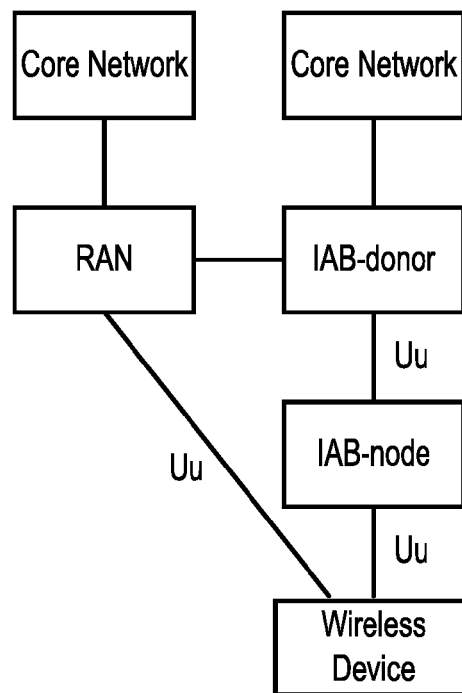 Core Network
Core Network
RAN
IAB-donor
Uu
IAB-node
Uu
Uu
Wireless
Device